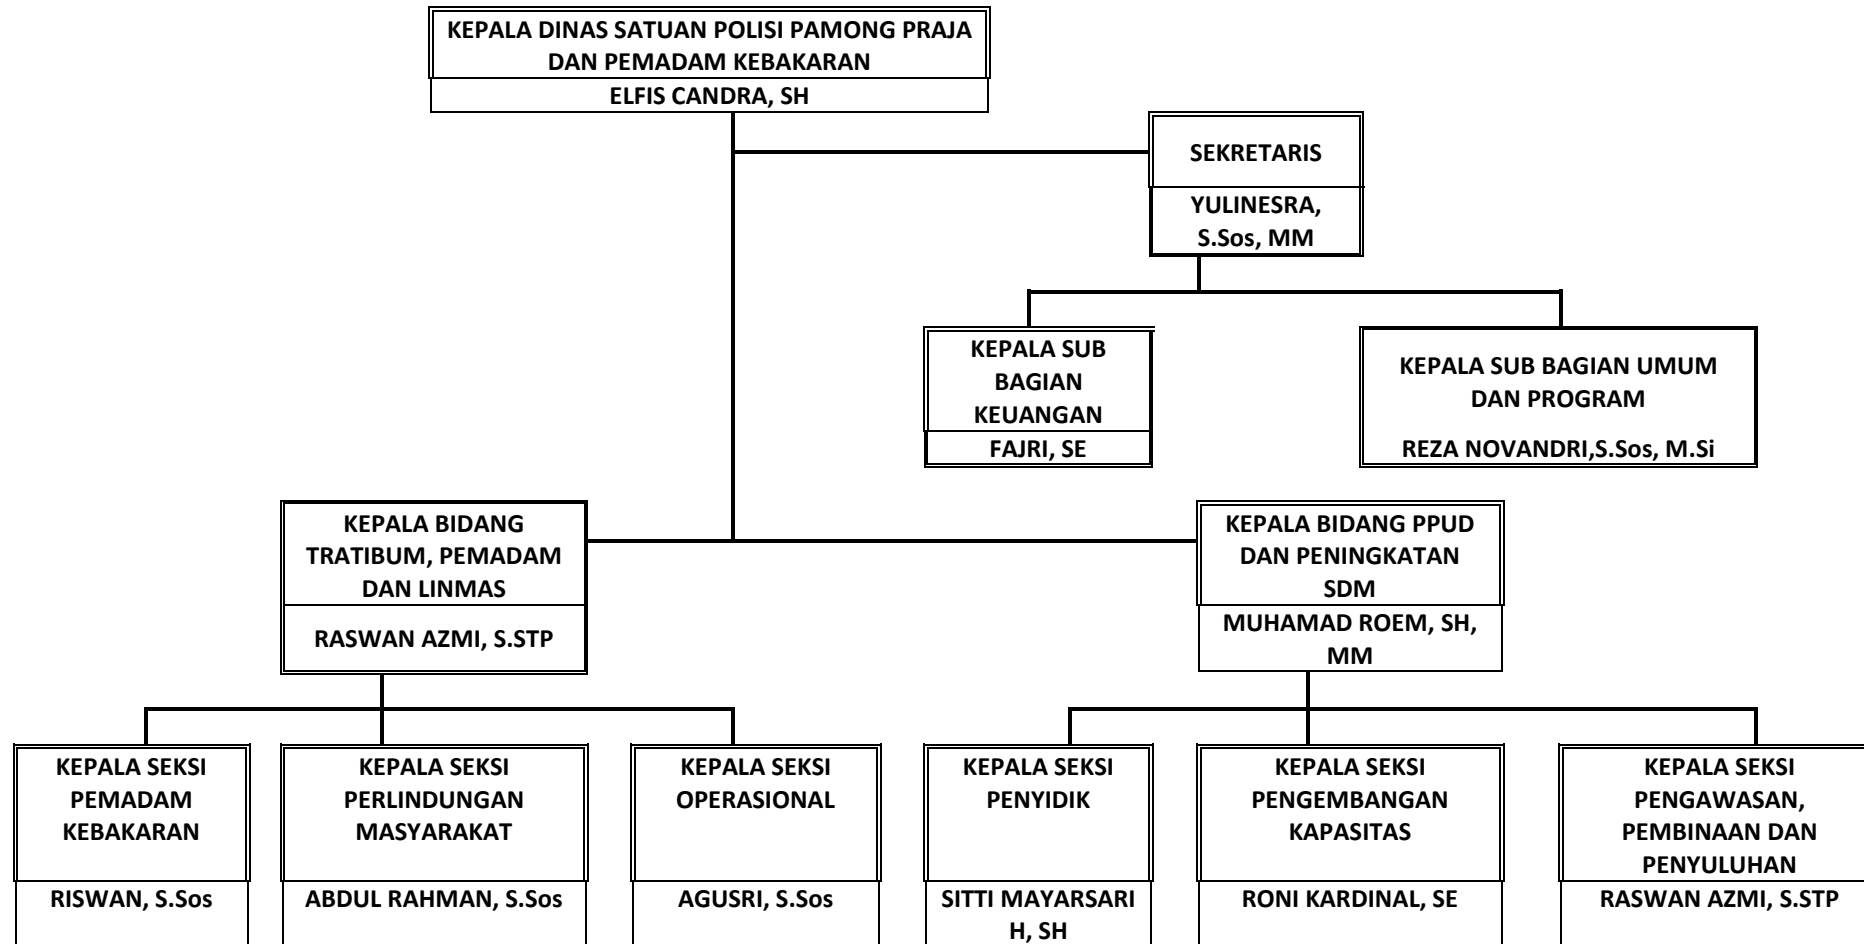 KEPALA DINAS SATUAN POLISI PAMONG PRAJA
DAN PEMADAM KEBAKARAN
ELFIS CANDRA, SH
SEKRETARIS
YULINESRA,
S.Sos, MM
KEPALA SUB
BAGIAN
KEUANGAN
FAJRI, SE
KEPALA SUB BAGIAN UMUM
DAN PROGRAM
REZA NOVANDRI,S.Sos, M.Si
KEPALA BIDANG
TRATIBUM, PEMADAM
DAN LINMAS
RASWAN AZMI, S.STP
KEPALA BIDANG PPUD
DAN PENINGKATAN
SDM
MUHAMAD ROEM, SH,
MM
KEPALA SEKSI
PEMADAM
KEBAKARAN
RISWAN, S.Sos
KEPALA SEKSI
PERLINDUNGAN
MASYARAKAT
ABDUL RAHMAN, S.Sos
KEPALA SEKSI
OPERASIONAL
AGUSRI, S.Sos
KEPALA SEKSI
PENYIDIK
SITTI MAYARSARI
H, SH
KEPALA SEKSI
PENGEMBANGAN
KAPASITAS
RONI KARDINAL, SE
KEPALA SEKSI
PENGAWASAN,
PEMBINAAN DAN
PENYULUHAN
RASWAN AZMI, S.STP